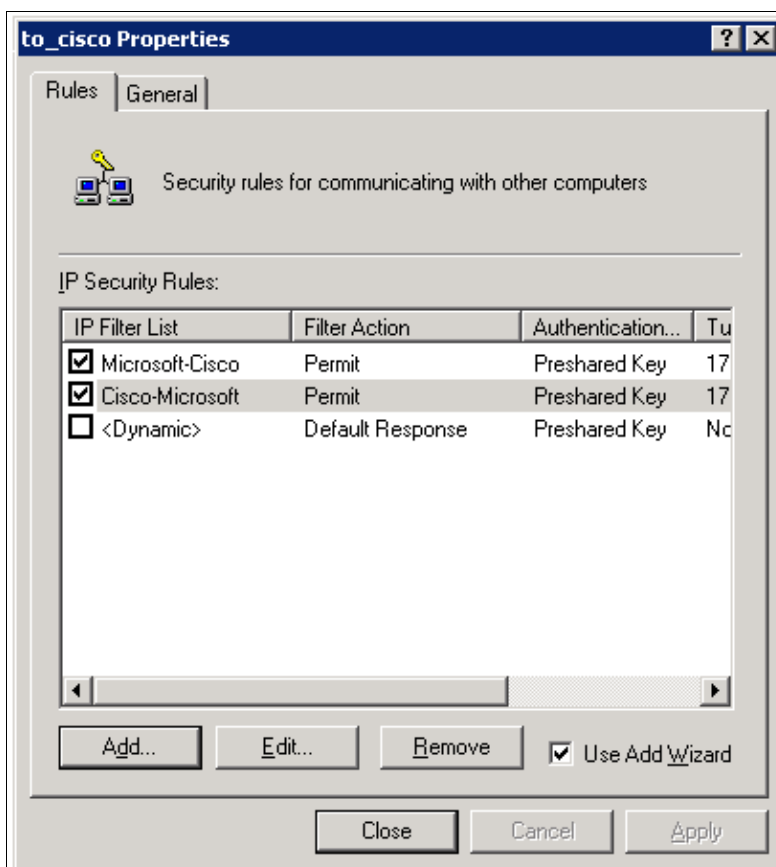 to_cisco Properties
Rules General
Security rules for communicating with other computers
IP Security Rules:
IP Filter List Filter Action Authentication... Tu
Microsoft-Cisco Permit Preshared Key 17
Cisco-Microsoft Permit Preshared Key 17
<Dynamic> Default Response Preshared Key No
Add... Edit... Remove Use Add Wizard
Close Cancel Apply